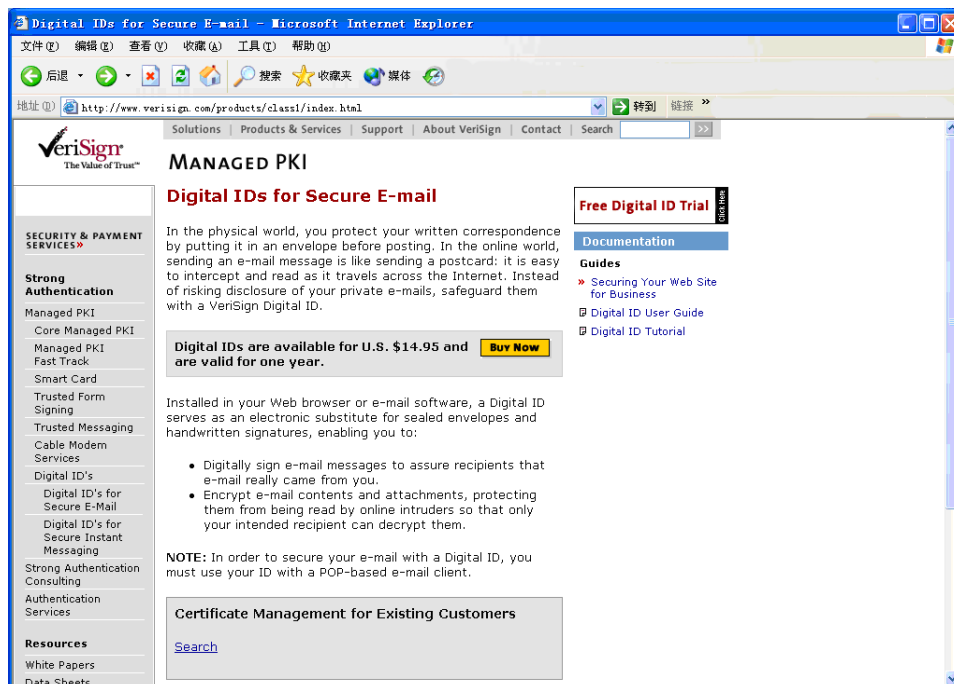 Digital IDs for Secure E-mail - Microsoft Internet Explorer
文件(F) 编辑(E) 查看(V) 收藏(A) 工具(T) 帮助(H)
后退 搜索 收藏夹 媒体
地址(D) http://www.verisign.com/products/class1/index.html 转到 链接 »
Solutions | Products & Services | Support | About VeriSign | Contact | Search >>
VeriSign
The Value of Trust℠
MANAGED PKI
SECURITY & PAYMENT
SERVICES»
Strong
Authentication
Managed PKI
Core Managed PKI
Managed PKI
Fast Track
Smart Card
Trusted Form
Signing
Trusted Messaging
Cable Modem
Services
Digital ID's
Digital ID's for
Secure E-Mail
Digital ID's for
Secure Instant
Messaging
Strong Authentication
Consulting
Authentication
Services
Resources
White Papers
Data Sheets
Digital IDs for Secure E-mail
In the physical world, you protect your written correspondence
by putting it in an envelope before posting. In the online world,
sending an e-mail message is like sending a postcard: it is easy
to intercept and read as it travels across the Internet. Instead
of risking disclosure of your private e-mails, safeguard them
with a VeriSign Digital ID.
Digital IDs are available for U.S. $14.95 and
are valid for one year.
Buy Now
Installed in your Web browser or e-mail software, a Digital ID
serves as an electronic substitute for sealed envelopes and
handwritten signatures, enabling you to:
• Digitally sign e-mail messages to assure recipients that
e-mail really came from you.
• Encrypt e-mail contents and attachments, protecting
them from being read by online intruders so that only
your intended recipient can decrypt them.
NOTE: In order to secure your e-mail with a Digital ID, you
must use your ID with a POP-based e-mail client.
Certificate Management for Existing Customers
Search
Free Digital ID Trial
Click Here
Documentation
Guides
» Securing Your Web Site
for Business
Digital ID User Guide
Digital ID Tutorial